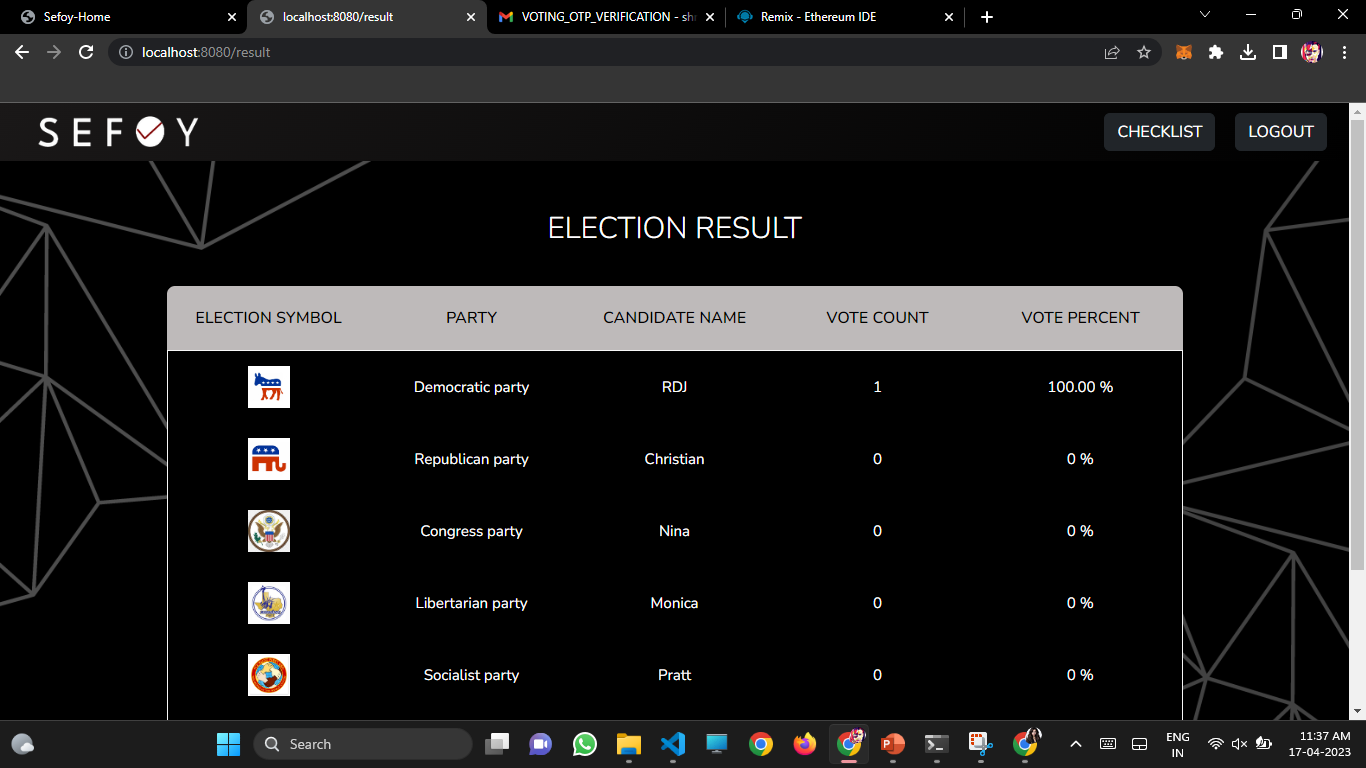 Sefoy-Home
localhost:8080/result
VOTING_OTP_VERIFICATION - shr
Remix - Ethereum IDE
localhost:8080/result
SEFOY
CHECKLIST
LOGOUT
ELECTION RESULT
ELECTION SYMBOL PARTY CANDIDATE NAME VOTE COUNT VOTE PERCENT
Democratic party RDJ 1 100.00 %
Republican party Christian 0 0 %
Congress party Nina 0 0 %
Libertarian party Monica 0 0 %
Socialist party Pratt 0 0 %
Search
ENG
IN
11:37 AM
17-04-2023